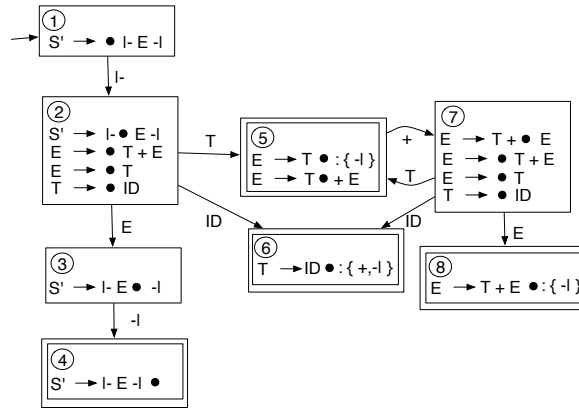 1
S' → ● |- E -|
|-
2
S' → |- ● E -|
E → ● T + E
E → ● T
T → ● ID
T
5
E → T ● : { -| }
E → T ● + E
+
T
7
E → T + ● E
E → ● T + E
E → ● T
T → ● ID
ID
ID
6
T → ID ● : { +,-| }
E
E
3
S' → |- E ● -|
8
E → T + E ● : { -| }
-|
4
S' → |- E -| ●